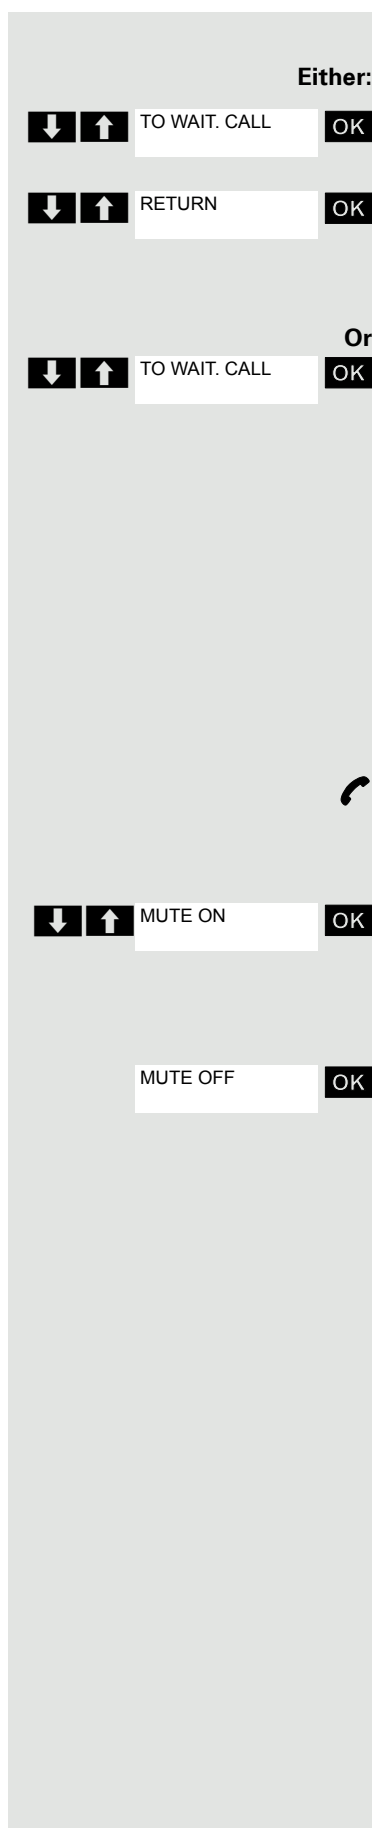 Either:
TO WAIT. CALL OK
RETURN OK
Or
TO WAIT. CALL OK
MUTE ON OK
MUTE OFF OK